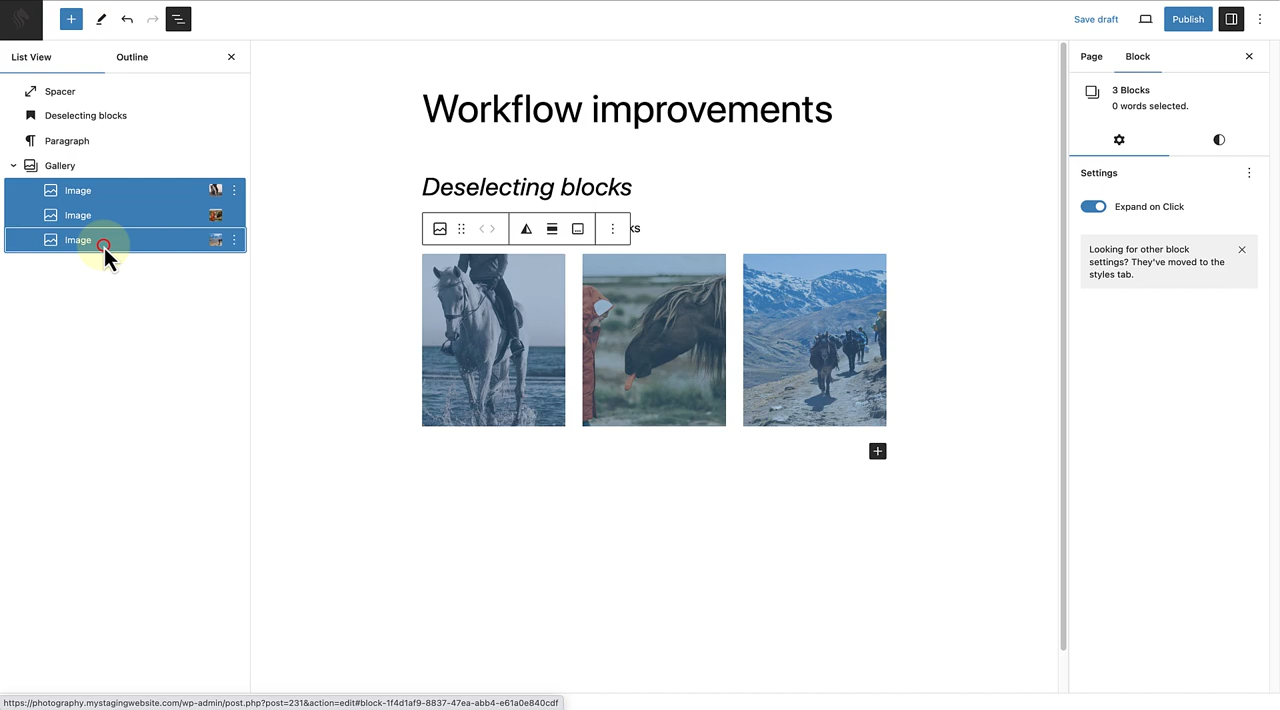 Save draft
Publish
List View
Outline
Page
Block
Spacer
Deselecting blocks
Paragraph
Gallery
Image
Image
Image
Workflow improvements
Deselecting blocks
ks
3 Blocks
0 words selected.
Settings
Expand on Click
Looking for other block
settings? They've moved to the
styles tab.
https://photography.mystagingwebsite.com/wp-admin/post.php?post=231&action=edit#block-1f4d1af9-8837-47ea-abb4-e61a0e840cdf